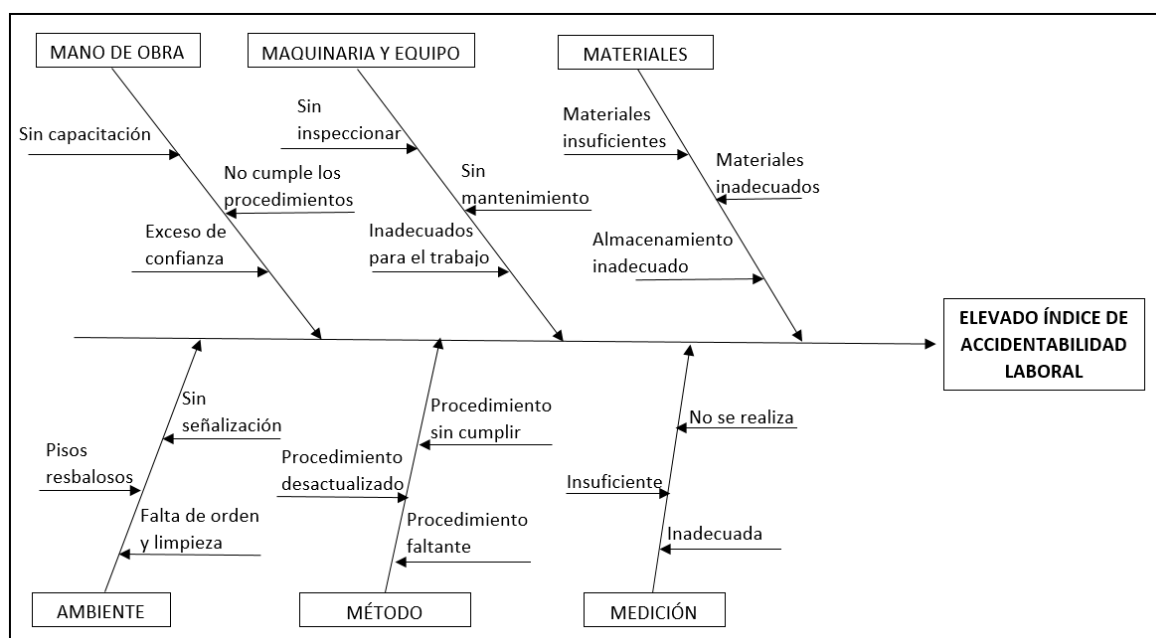 MANO DE OBRA
MAQUINARIA Y EQUIPO
MATERIALES
Sin capacitación
No cumple los
procedimientos
Exceso de
confianza
Sin
inspeccionar
Sin
mantenimiento
Inadecuados
para el trabajo
Materiales
insuficientes
Materiales
inadecuados
Almacenamiento
inadecuado
ELEVADO ÍNDICE DE
ACCIDENTABILIDAD
LABORAL
Sin
señalización
Pisos
resbalosos
Falta de orden
y limpieza
Procedimiento
sin cumplir
Procedimiento
desactualizado
Procedimiento
faltante
No se realiza
Insuficiente
Inadecuada
AMBIENTE
MÉTODO
MEDICIÓN